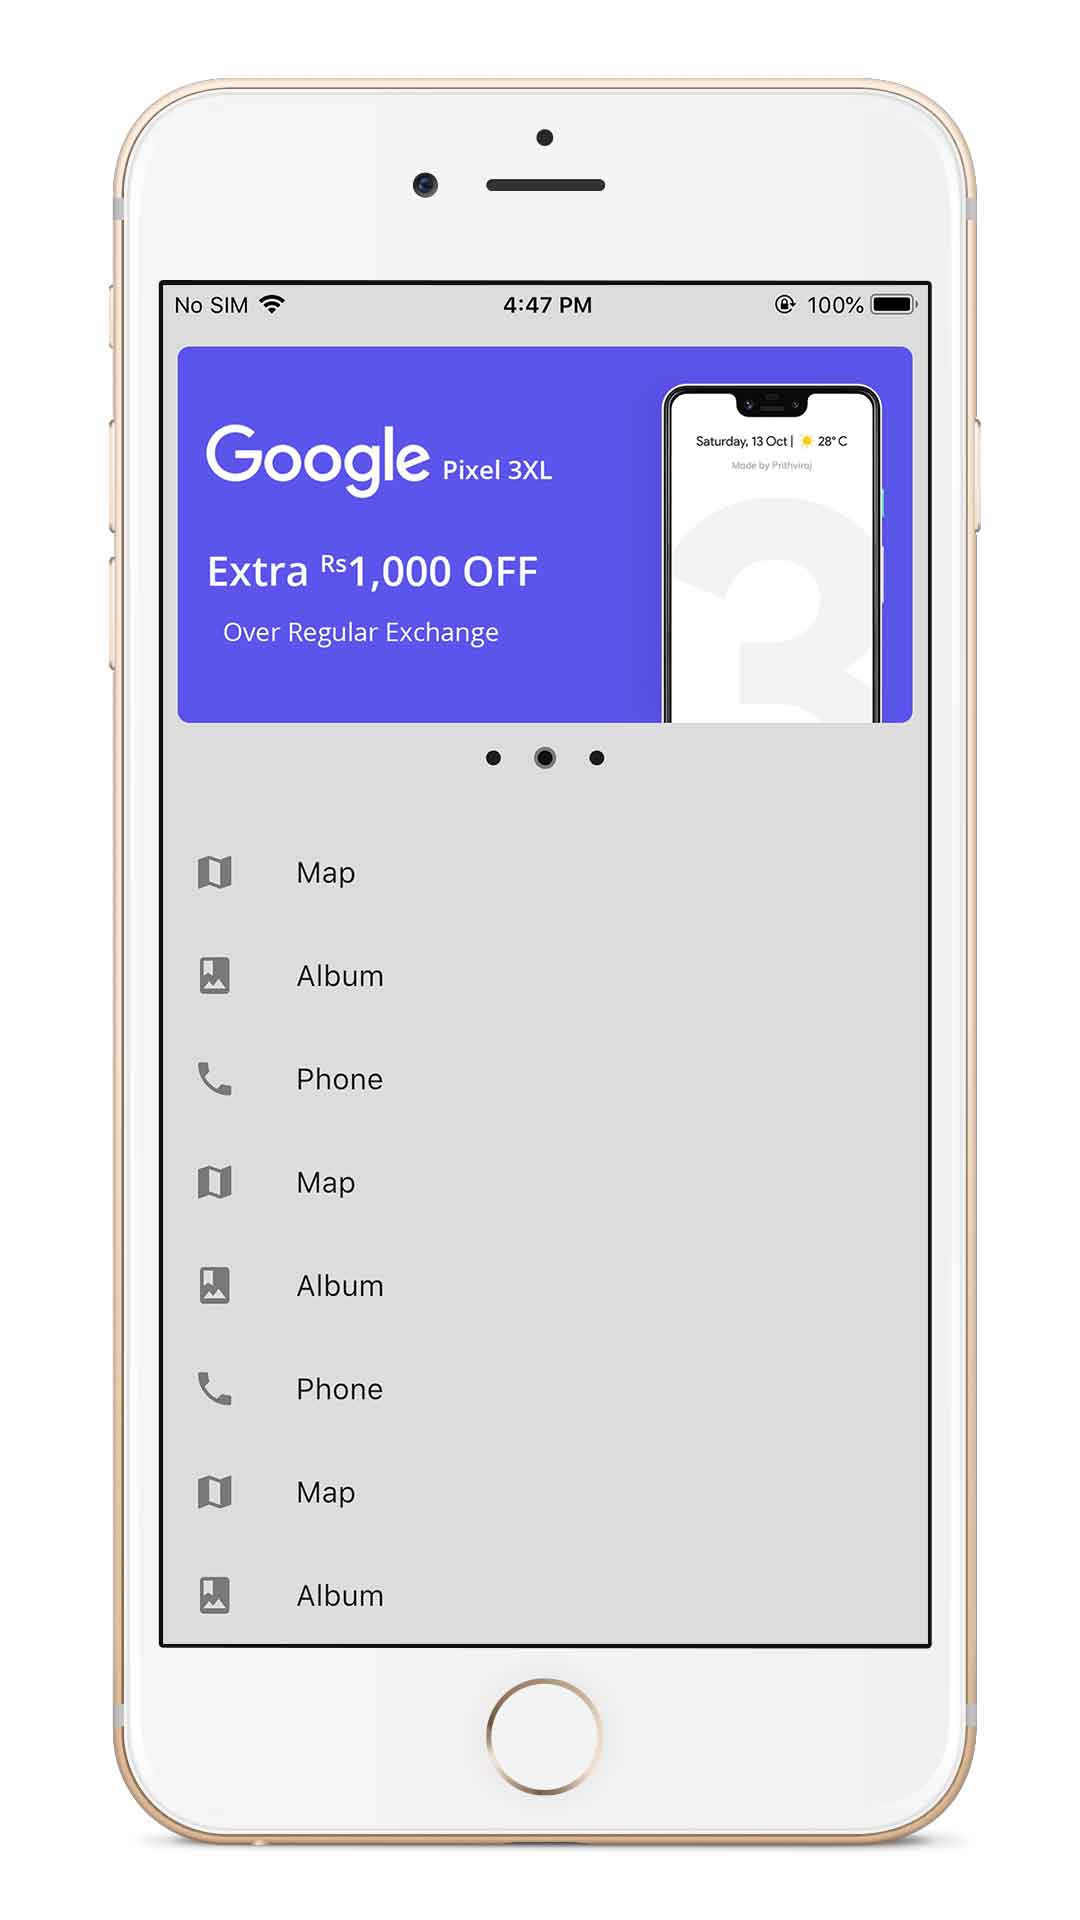 No SIM 4:47 PM 100%
Google Pixel 3XL
Extra Rs1,000 OFF
Over Regular Exchange
Saturday, 13 Oct | 28° C
Made by Prithviraj
3
Map
Album
Phone
Map
Album
Phone
Map
Album